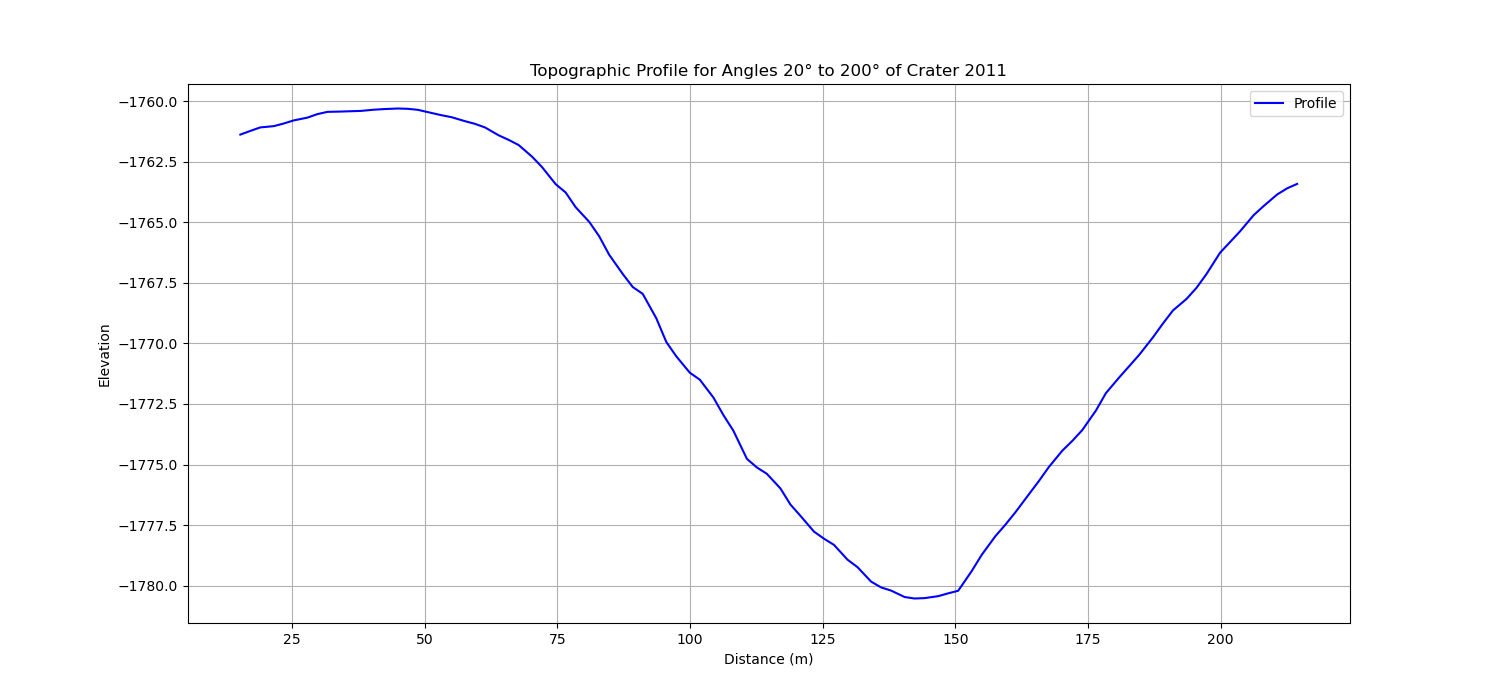 Topographic Profile for Angles 20° to 200° of Crater 2011
Profile
−1760.0
−1762.5
−1765.0
−1767.5
−1770.0
−1772.5
−1775.0
−1777.5
−1780.0
Elevation
25 50 75 100 125 150 175 200
Distance (m)